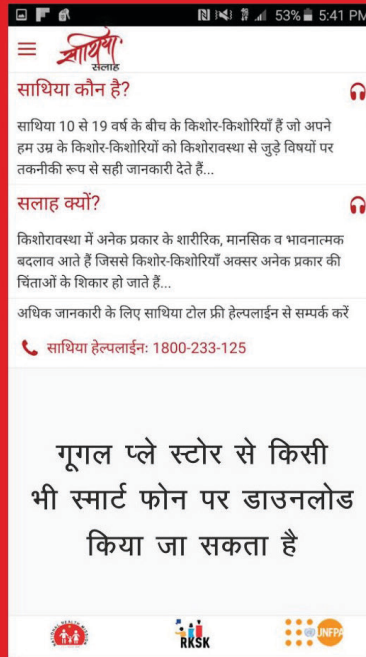 53% 5:41 PM
साथिया
सलाह
साथिया कौन है?
साथिया 10 से 19 वर्ष के बीच के किशोर-किशोरियाँ हैं जो अपने
हम उम्र के किशोर-किशोरियों को किशोरावस्था से जुड़े विषयों पर
तकनीकी रूप से सही जानकारी देते हैं...
सलाह क्यों?
किशोरावस्था में अनेक प्रकार के शारीरिक, मानसिक व भावनात्मक
बदलाव आते हैं जिससे किशोर-किशोरियाँ अक्सर अनेक प्रकार की
चिंताओं के शिकार हो जाते हैं...
अधिक जानकारी के लिए साथिया टोल फ्री हेल्पलाईन से सम्पर्क करें
साथिया हेल्पलाईनः 1800-233-125
गूगल प्ले स्टोर से किसी
भी स्मार्ट फोन पर डाउनलोड
किया जा सकता है
RKSK
UNFPA